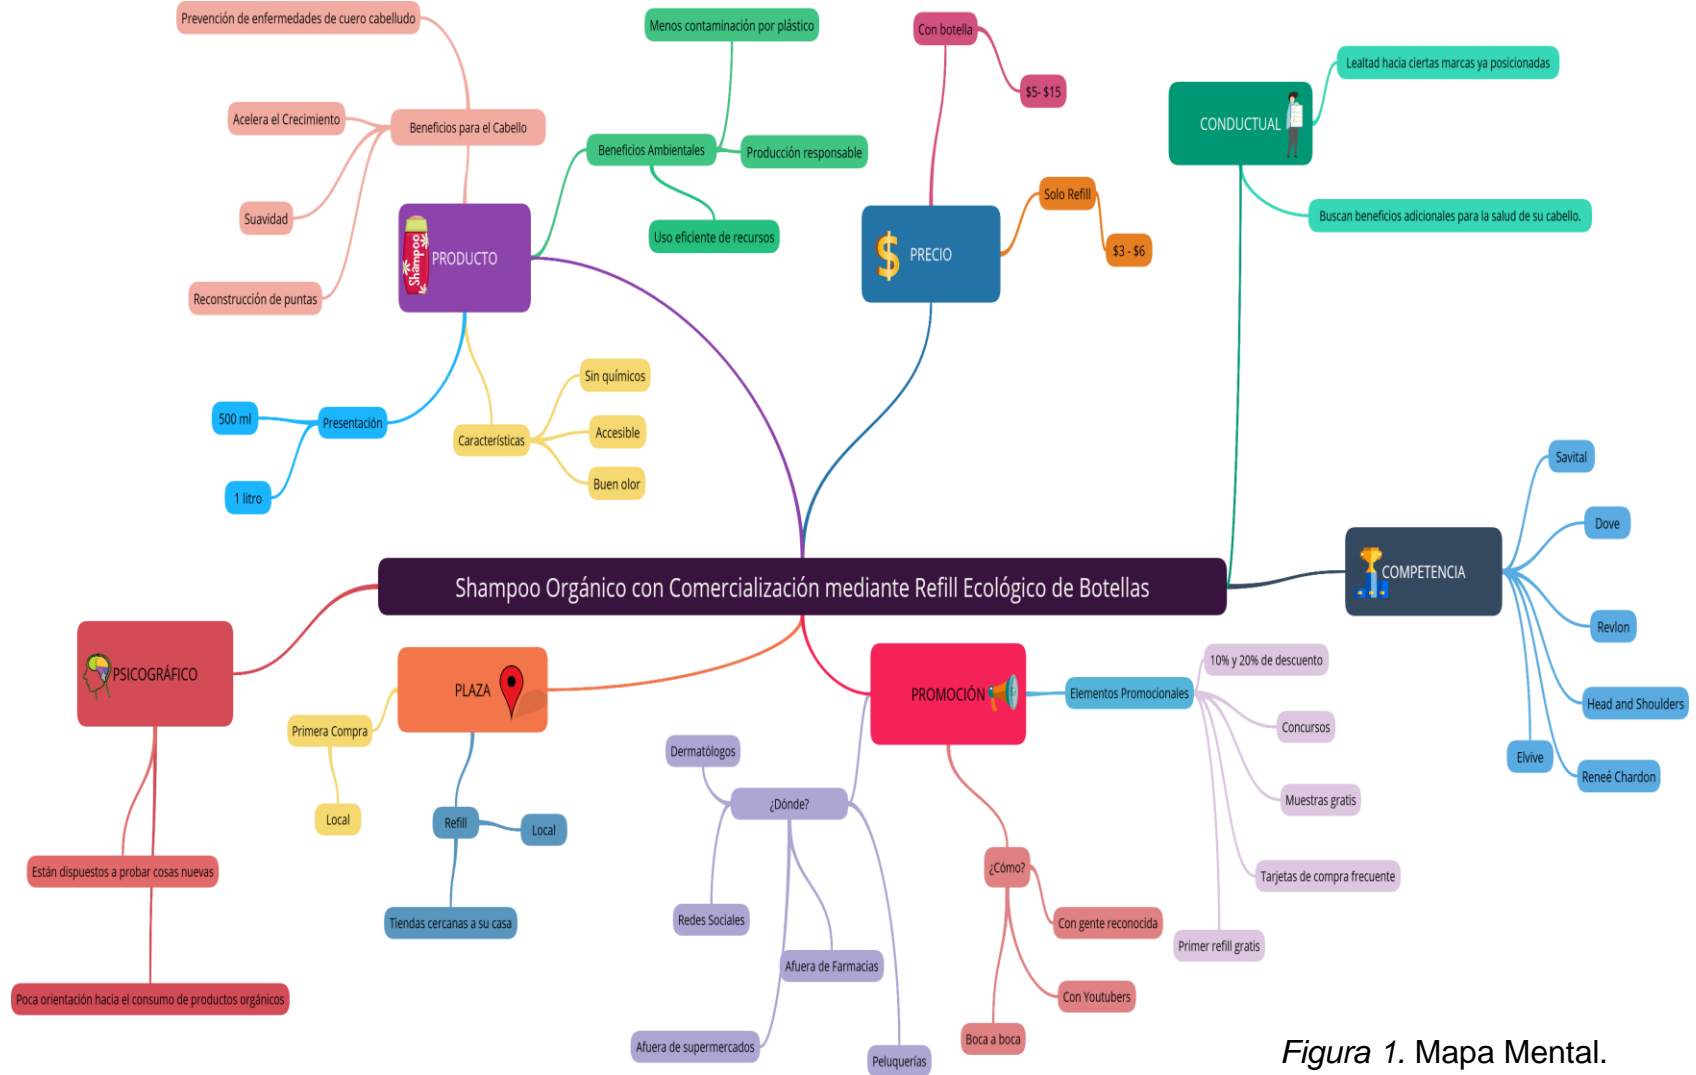 Prevención de enfermedades de cuero cabelludo
Acelera el Crecimiento
Beneficios para el Cabello
Suavidad
Reconstrucción de puntas
Menos contaminación por plástico
Beneficios Ambientales
Producción responsable
Uso eficiente de recursos
Shampoo
PRODUCTO
500 ml
Presentación
1 litro
Características
Sin químicos
Accesible
Buen olor
Con botella
$5- $15
Solo Refill
$3 - $6
$
PRECIO
CONDUCTUAL
Lealtad hacia ciertas marcas ya posicionadas
Buscan beneficios adicionales para la salud de su cabello.
Shampoo Orgánico con Comercialización mediante Refill Ecológico de Botellas
COMPETENCIA
Savital
Dove
Revlon
Head and Shoulders
Elvive
Reneé Chardon
PSICOGRÁFICO
Están dispuestos a probar cosas nuevas
Poca orientación hacia el consumo de productos orgánicos
PLAZA
Primera Compra
Local
Refill
Local
Tiendas cercanas a su casa
PROMOCIÓN
Elementos Promocionales
10% y 20% de descuento
Concursos
Muestras gratis
Tarjetas de compra frecuente
Primer refill gratis
Dermatólogos
¿Dónde?
Redes Sociales
Afuera de Farmacias
Afuera de supermercados
Peluquerías
¿Cómo?
Con gente reconocida
Con Youtubers
Boca a boca
Figura 1. Mapa Mental.